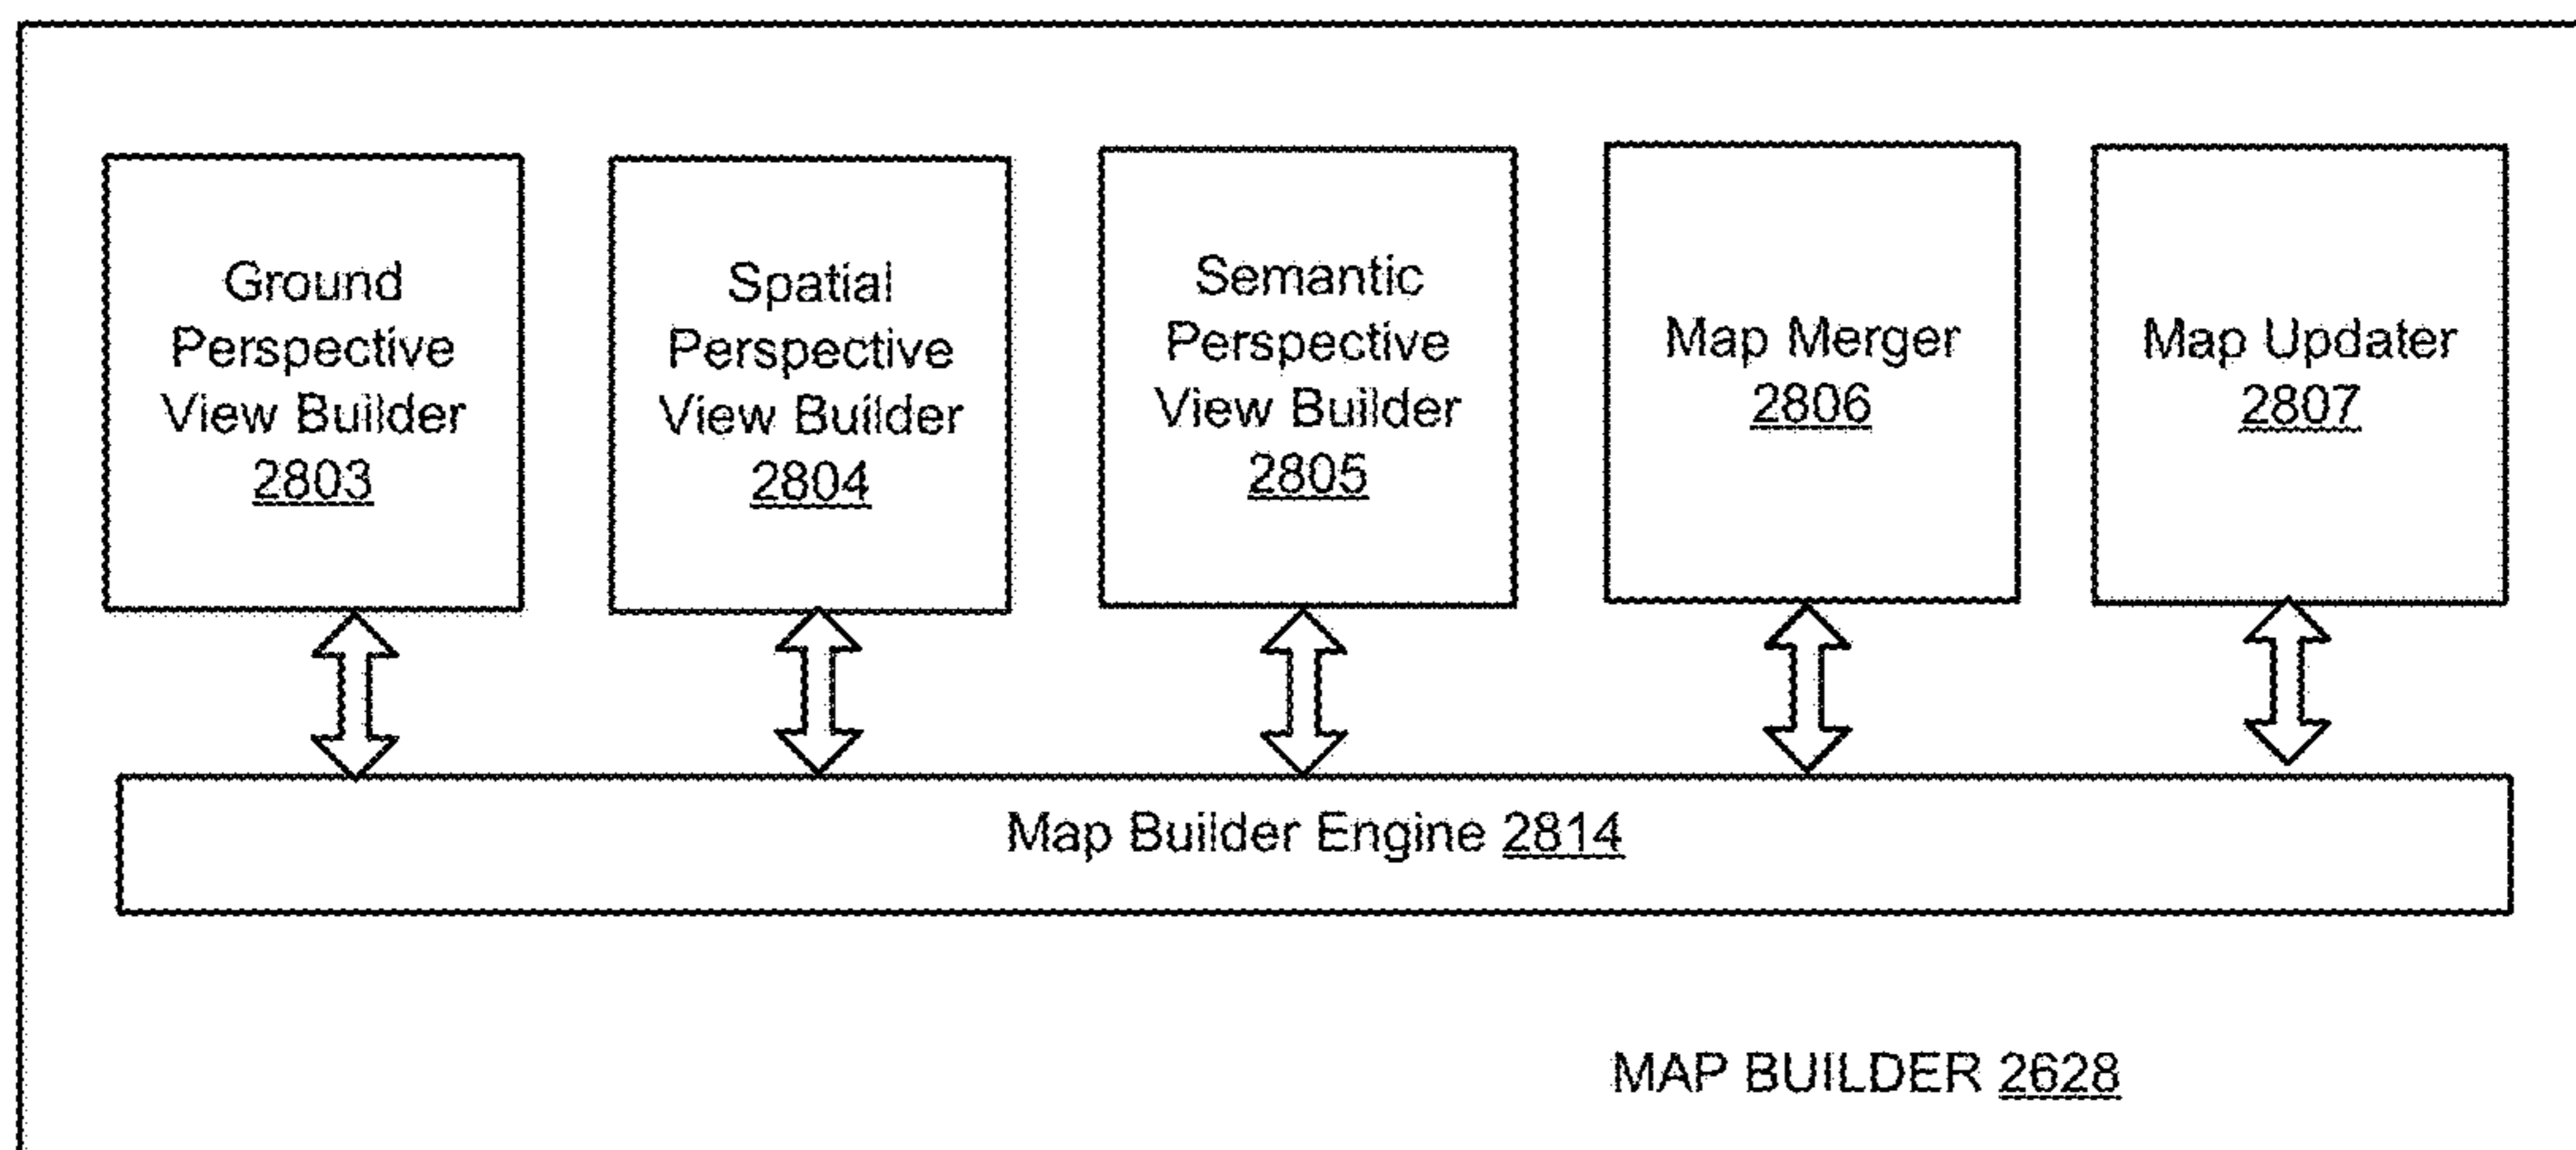 Ground
Perspective
View Builder
2803
Spatial
Perspective
View Builder
2804
Semantic
Perspective
View Builder
2805
Map Merger
2806
Map Updater
2807
Map Builder Engine 2814
MAP BUILDER 2628